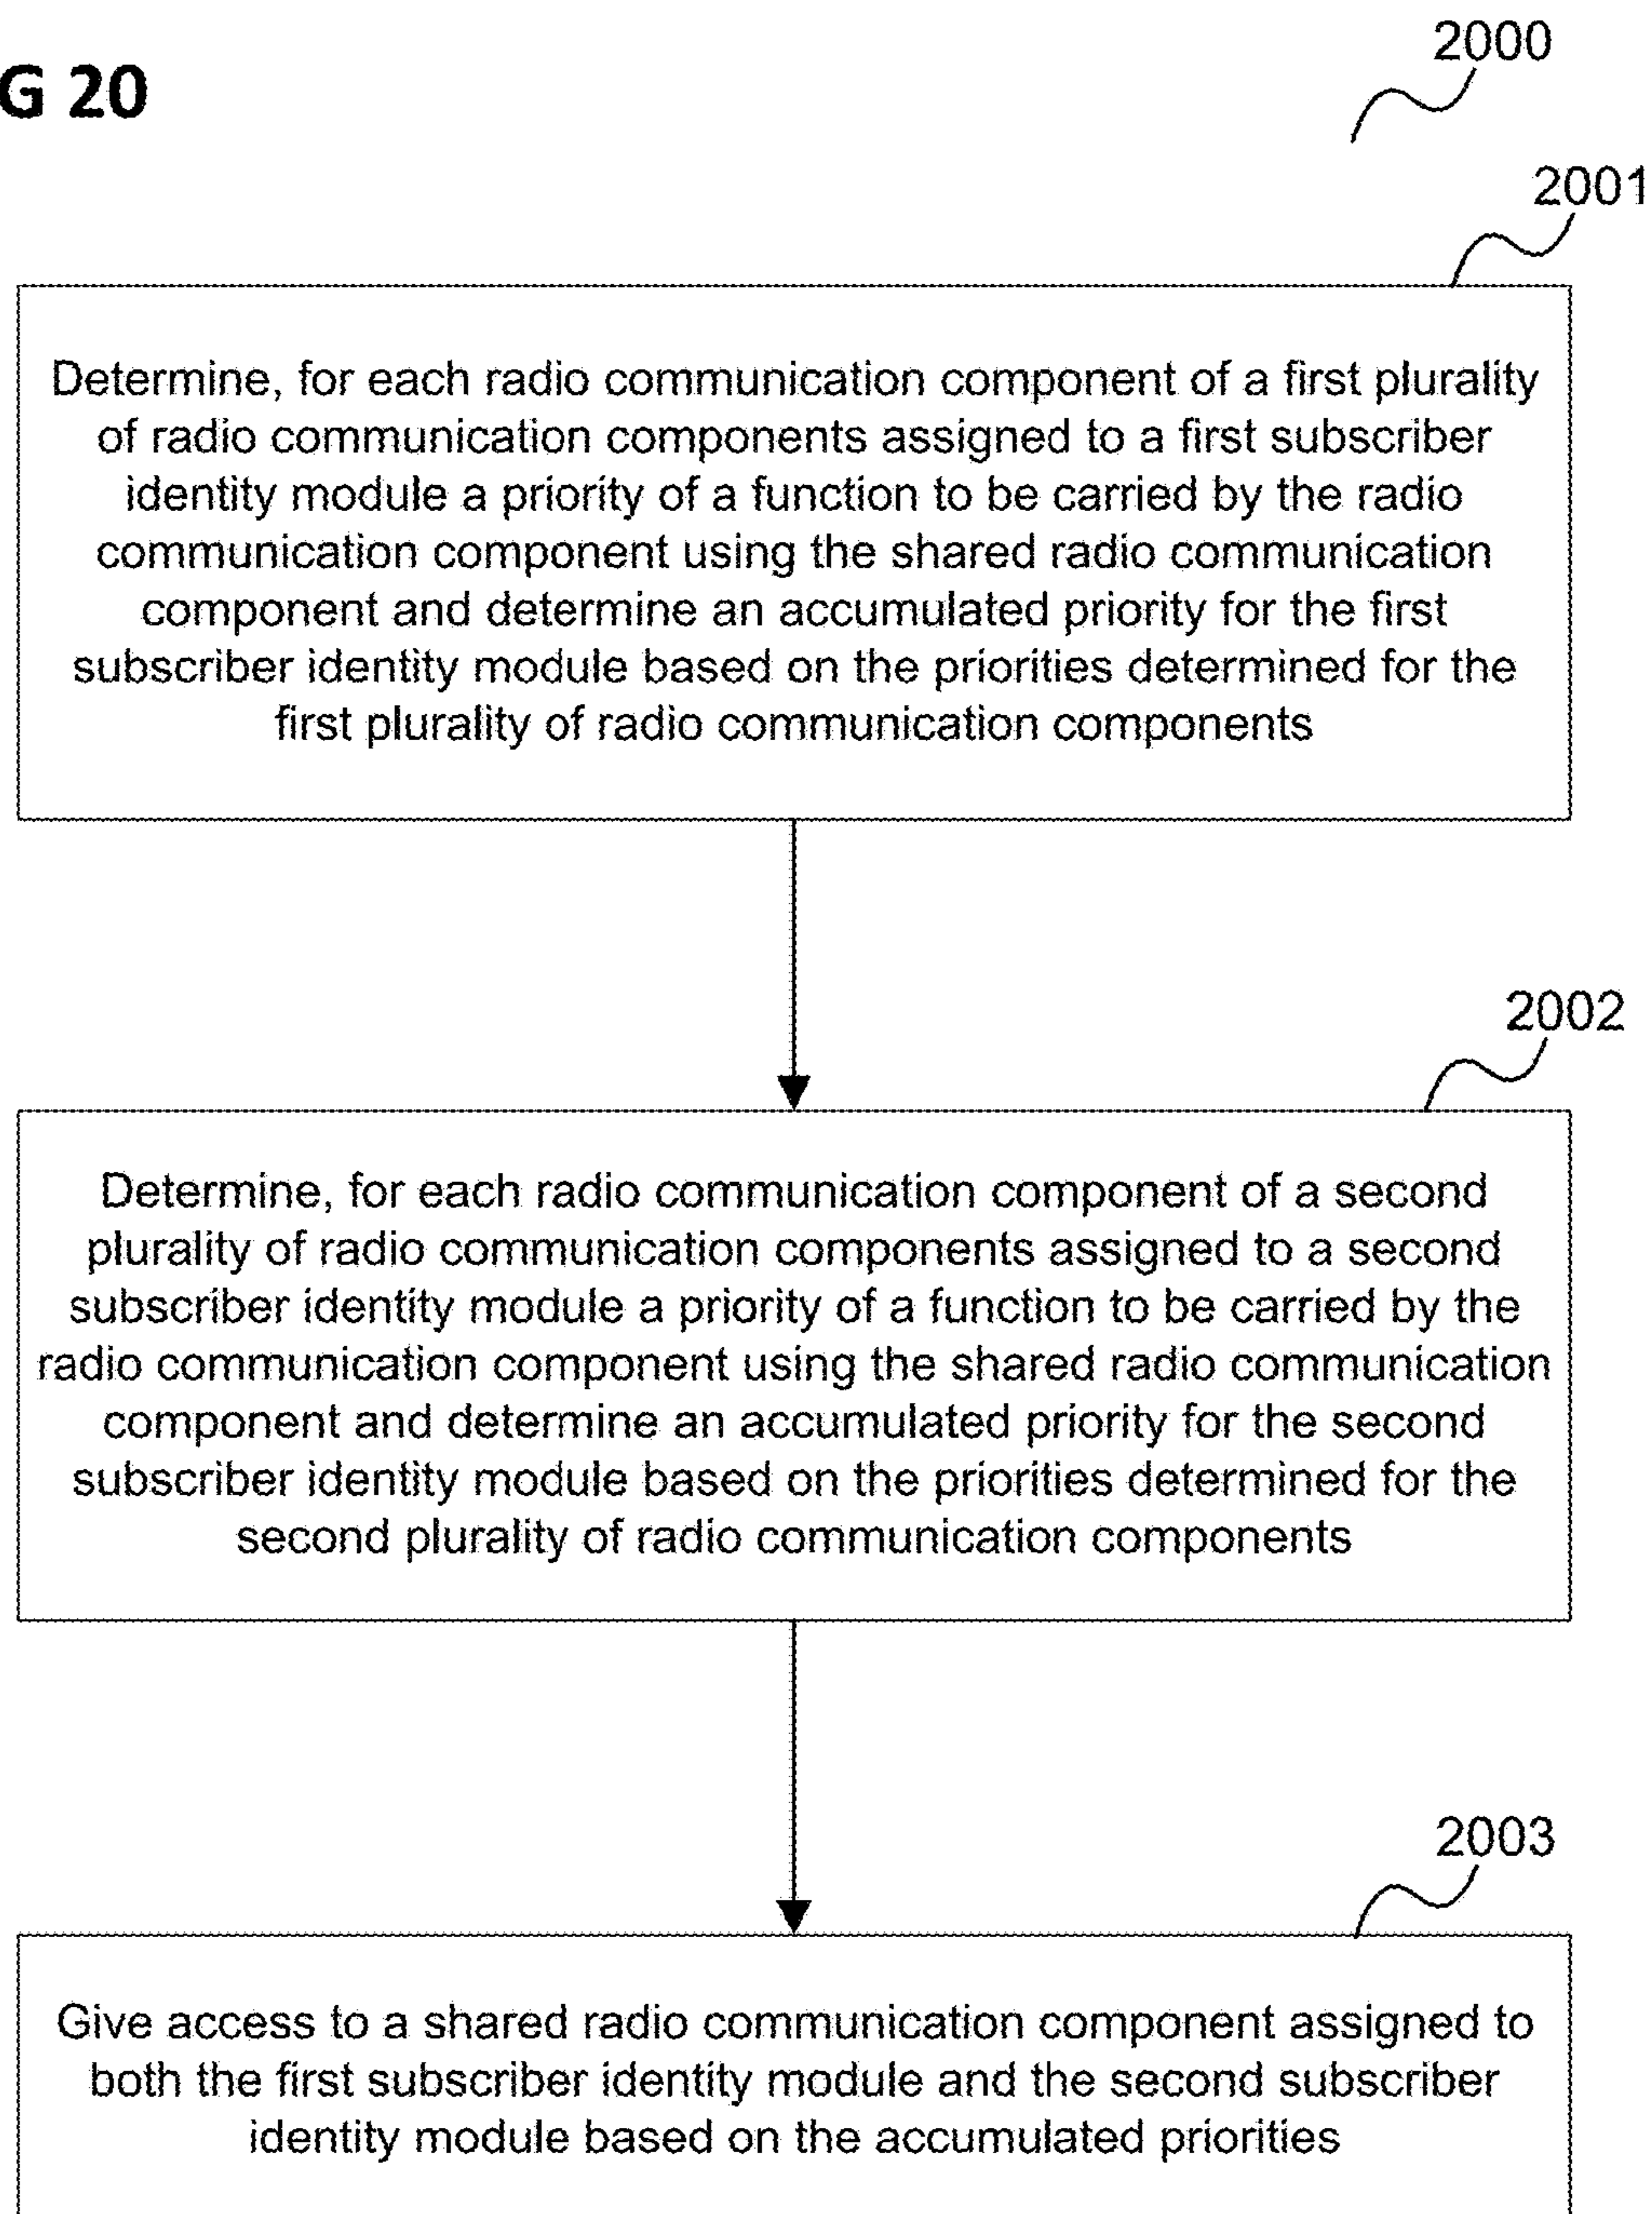 G 20
2000
2001
Determine, for each radio communication component of a first plurality
of radio communication components assigned to a first subscriber
identity module a priority of a function to be carried by the radio
communication component using the shared radio communication
component and determine an accumulated priority for the first
subscriber identity module based on the priorities determined for the
first plurality of radio communication components
2002
Determine, for each radio communication component of a second
plurality of radio communication components assigned to a second
subscriber identity module a priority of a function to be carried by the
radio communication component using the shared radio communication
component and determine an accumulated priority for the second
subscriber identity module based on the priorities determined for the
second plurality of radio communication components
2003
Give access to a shared radio communication component assigned to
both the first subscriber identity module and the second subscriber
identity module based on the accumulated priorities